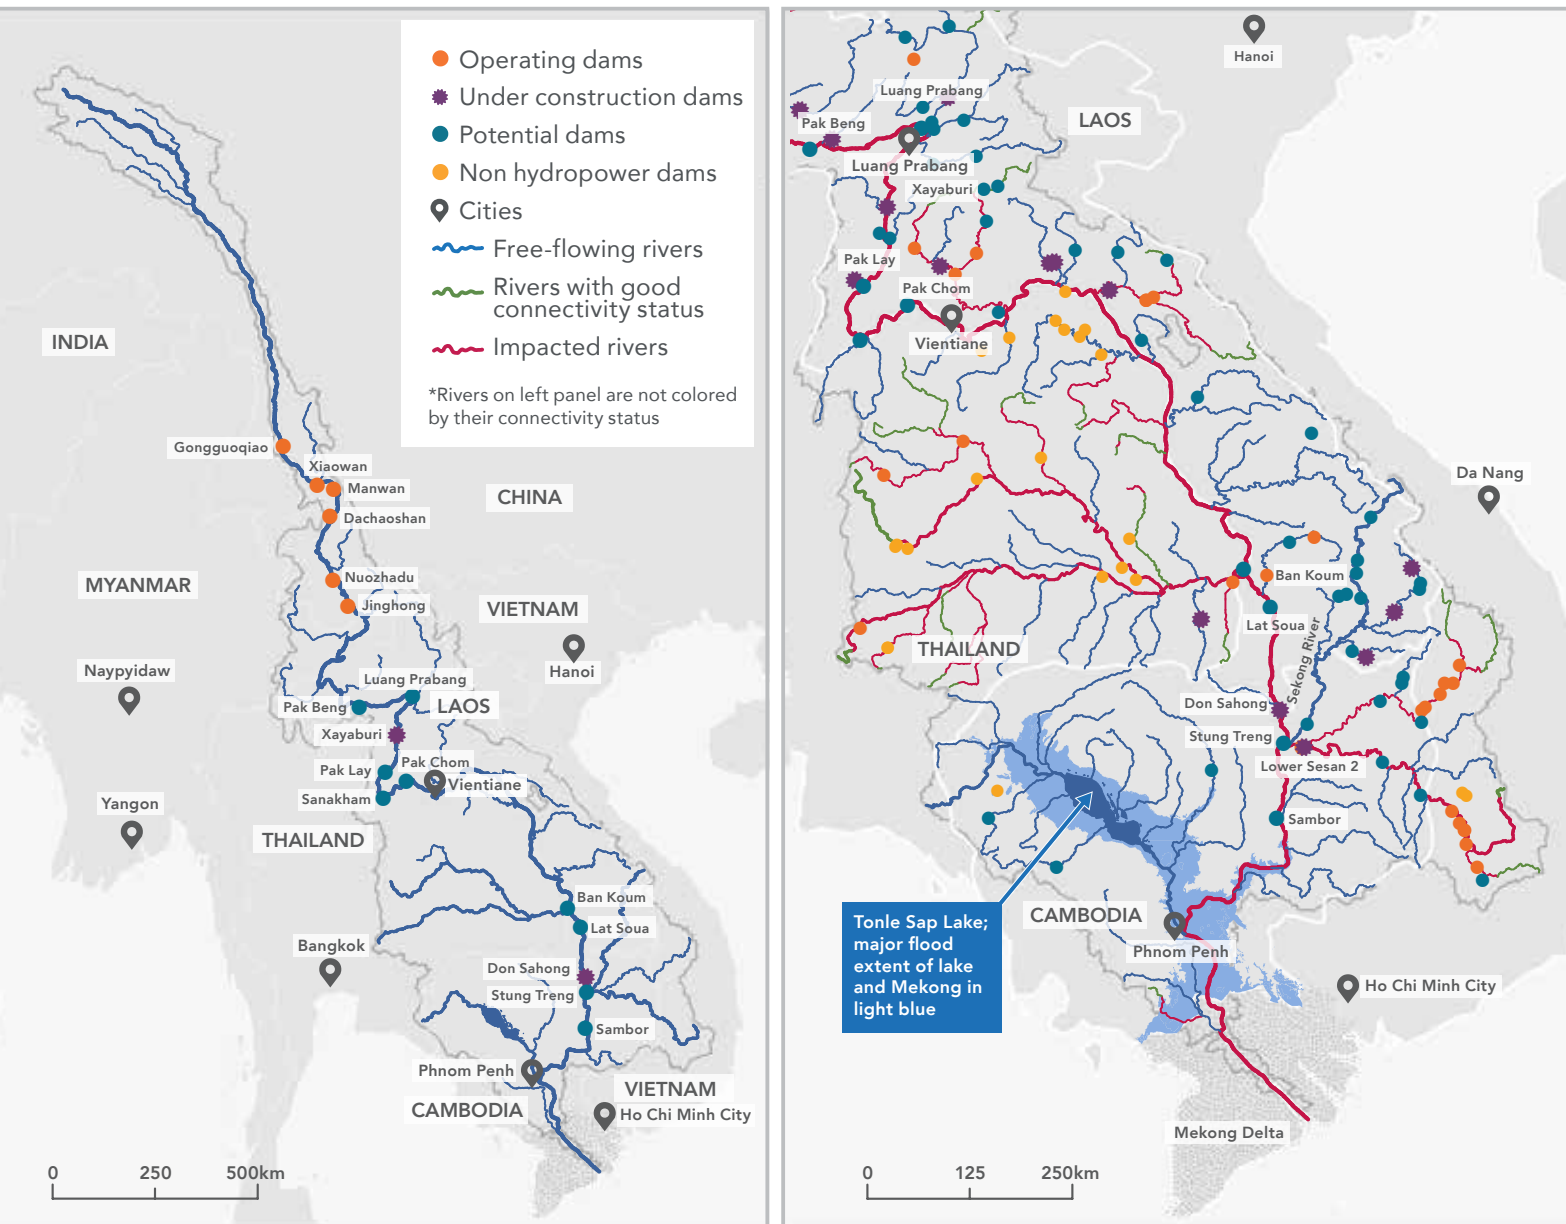 Operating dams
Under construction dams
Potential dams
Non hydropower dams
Cities
Free-flowing rivers
Rivers with good
connectivity status
Impacted rivers
*Rivers on left panel are not colored
by their connectivity status
INDIA
Gongguoqiao
Xiaowan
Manwan
Dachaoshan
CHINA
Nuozhadu
MYANMAR
Jinghong
VIETNAM
Hanoi
Naypyidaw
Luang Prabang
Pak Beng
LAOS
Xayaburi
Pak Chom
Pak Lay
Vientiane
Sanakham
Yangon
THAILAND
Ban Koum
Lat Soua
Bangkok
Don Sahong
Stung Treng
Sambor
Phnom Penh
VIETNAM
CAMBODIA
Ho Chi Minh City
0 250 500km
Hanoi
Luang Prabang
LAOS
Pak Beng
Luang Prabang
Xayaburi
Pak Lay
Pak Chom
Vientiane
Da Nang
Ban Koum
Lat Soua
Sekong River
THAILAND
Don Sahong
Stung Treng
Lower Sesan 2
Sambor
Tonle Sap Lake;
major flood
extent of lake
and Mekong in
light blue
CAMBODIA
Phnom Penh
Ho Chi Minh City
Mekong Delta
0 125 250km